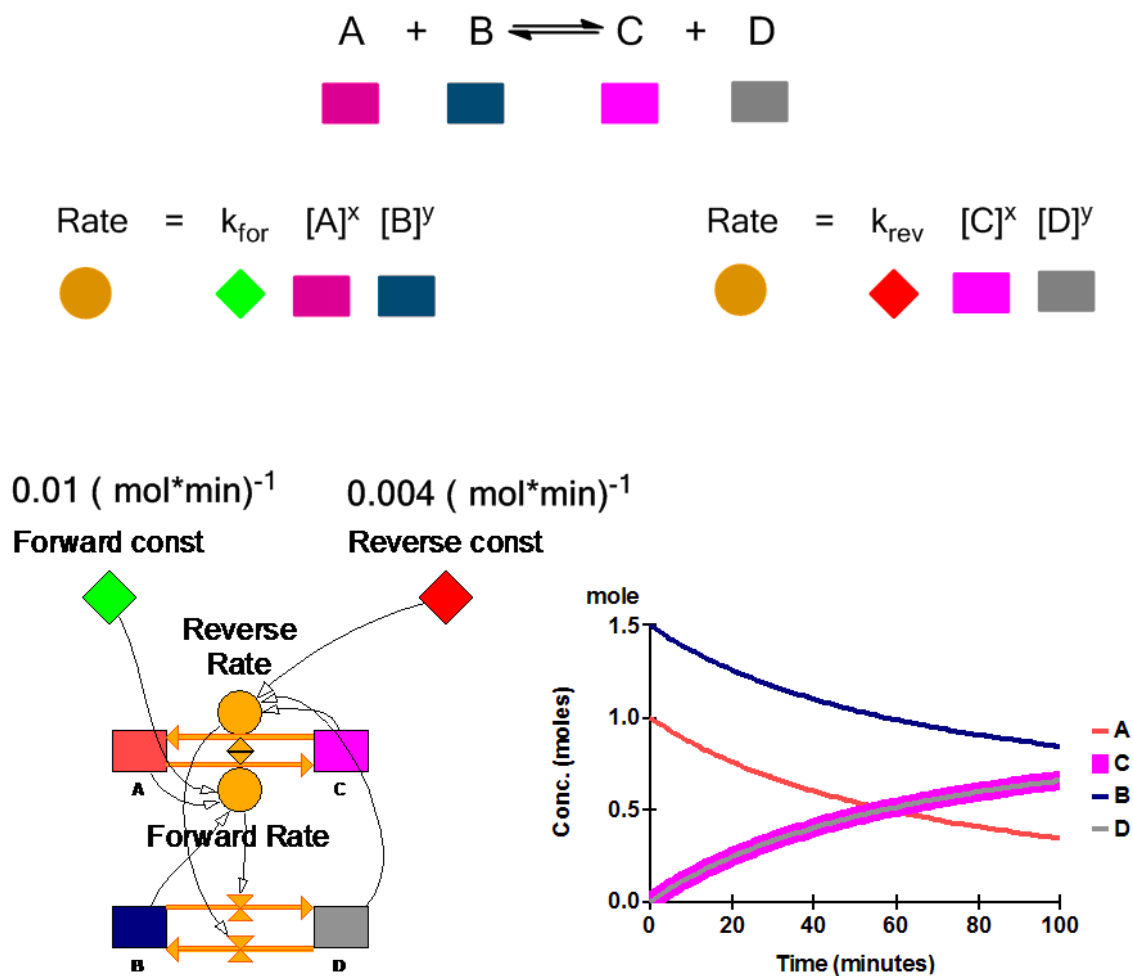 A + B ⇌ C + D
Rate = k_for [A]^x [B]^y
Rate = k_rev [C]^x [D]^y
0.01 ( mol*min)^-1
0.004 ( mol*min)^-1
Forward const
Reverse const
Reverse
Rate
A
C
Forward Rate
B
D
mole
1.5
1.0
0.5
0.0
Conc. (moles)
0 20 40 60 80 100
Time (minutes)
A
C
B
D